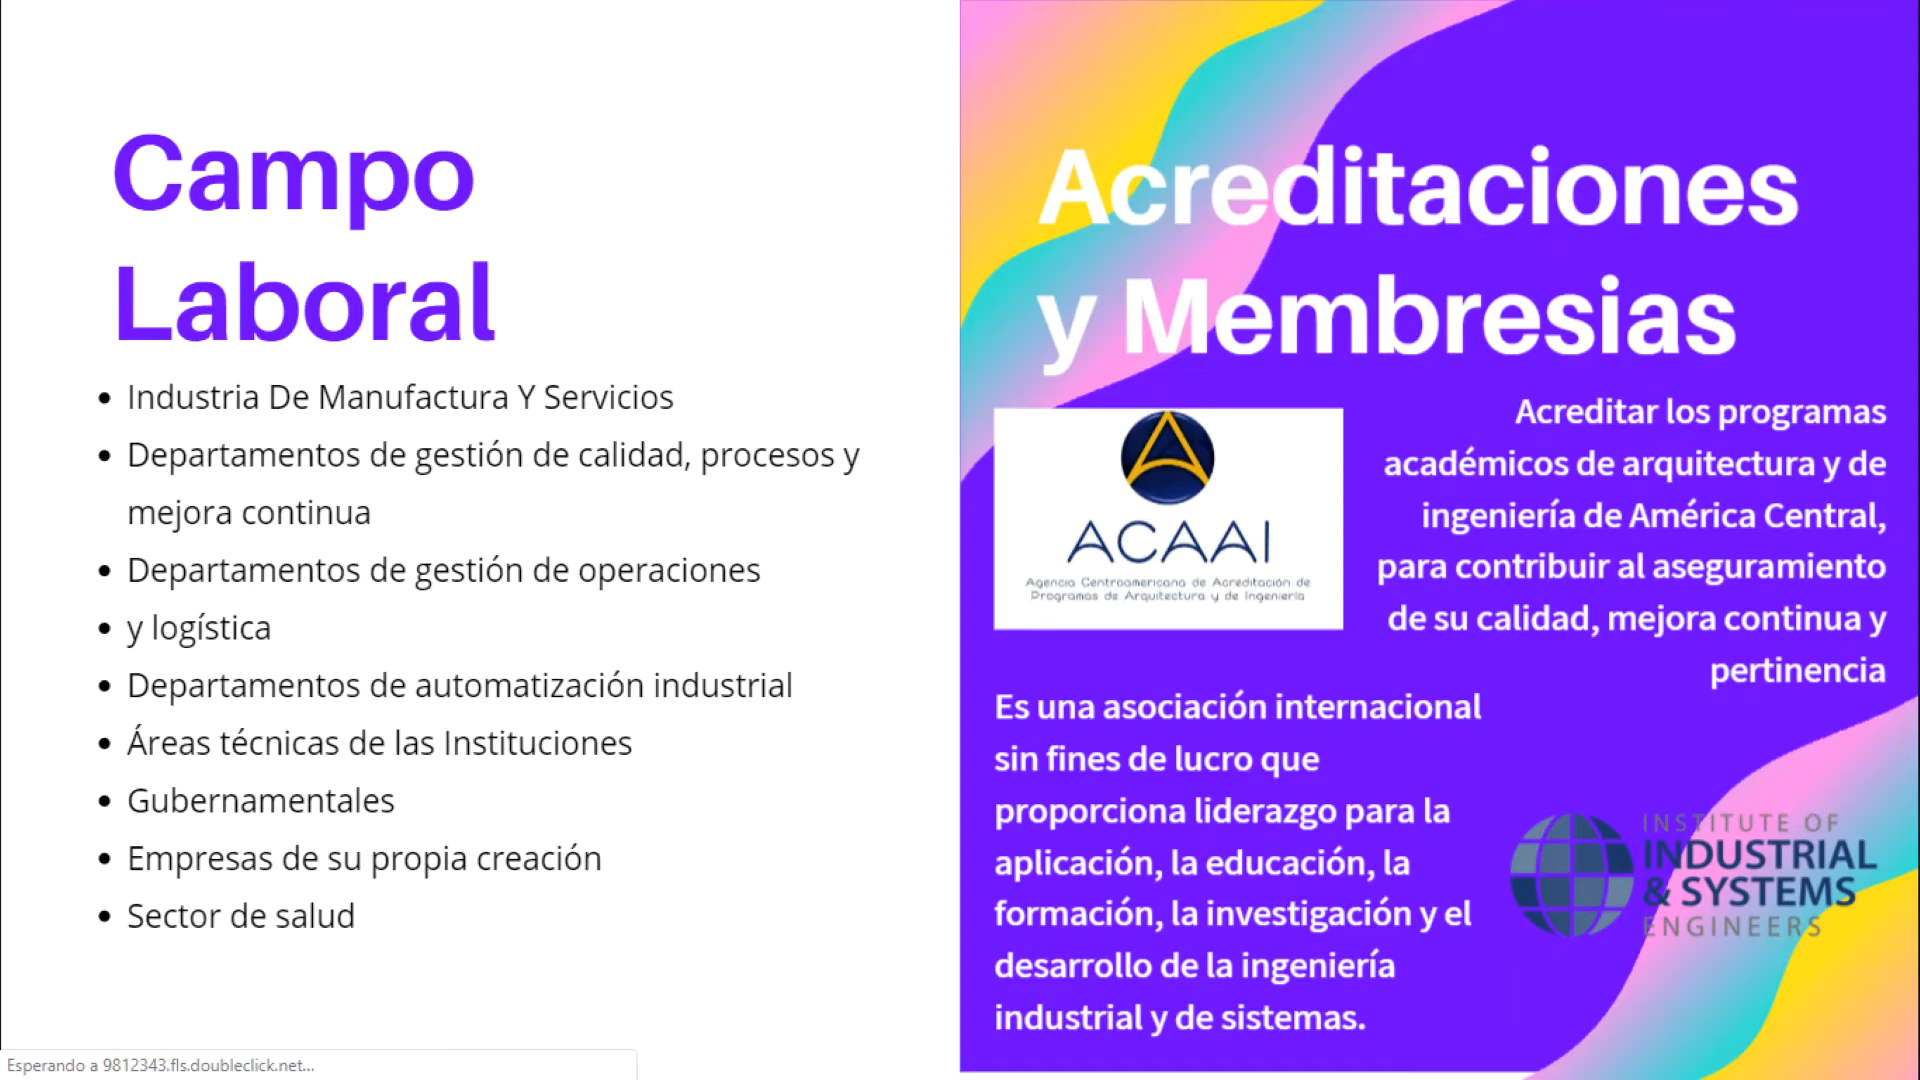 Campo
Laboral
• Industria De Manufactura Y Servicios
• Departamentos de gestión de calidad, procesos y
mejora continua
• Departamentos de gestión de operaciones
• y logística
• Departamentos de automatización industrial
• Áreas técnicas de las Instituciones
• Gubernamentales
• Empresas de su propia creación
• Sector de salud
Esperando a 9812343.fls.doubleclick.net...
Acreditaciones
y Membresias
ACAAI
Agencia Centroamericana de Acreditación de
Programas de Arquitectura y de Ingeniería
Acreditar los programas
académicos de arquitectura y de
ingeniería de América Central,
para contribuir al aseguramiento
de su calidad, mejora continua y
pertinencia
Es una asociación internacional
sin fines de lucro que
proporciona liderazgo para la
aplicación, la educación, la
formación, la investigación y el
desarrollo de la ingeniería
industrial y de sistemas.
INSTITUTE OF
INDUSTRIAL
& SYSTEMS
ENGINEERS